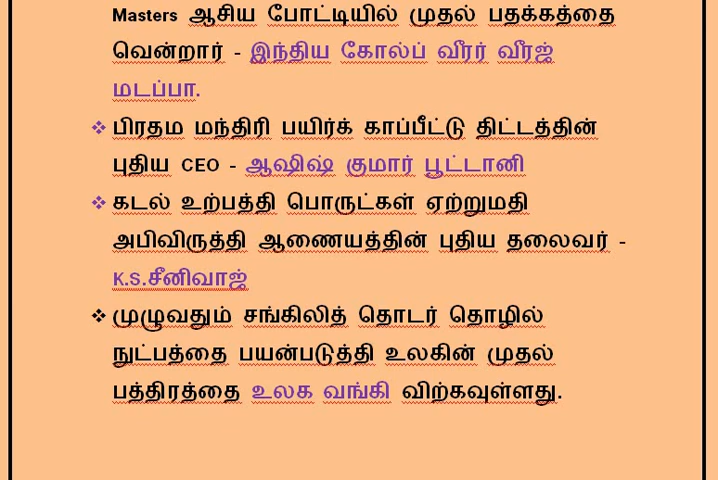 Masters ஆசிய போட்டியில் முதல் பதக்கத்தை
வென்றார் - இந்திய கோல்ப் வீரர் வீரஜ்
மடப்பா.
❖ பிரதம மந்திரி பயிர்க் காப்பீட்டு திட்டத்தின்
புதிய CEO - ஆஷிஷ் குமார் பூட்டானி
❖ கடல் உற்பத்தி பொருட்கள் ஏற்றுமதி
அபிவிருத்தி ஆணையத்தின் புதிய தலைவர் -
K.S.சீனிவாஜ்
❖ முழுவதும் சங்கிலித் தொடர் தொழில்
நுட்பத்தை பயன்படுத்தி உலகின் முதல்
பத்திரத்தை உலக வங்கி விற்கவுள்ளது.